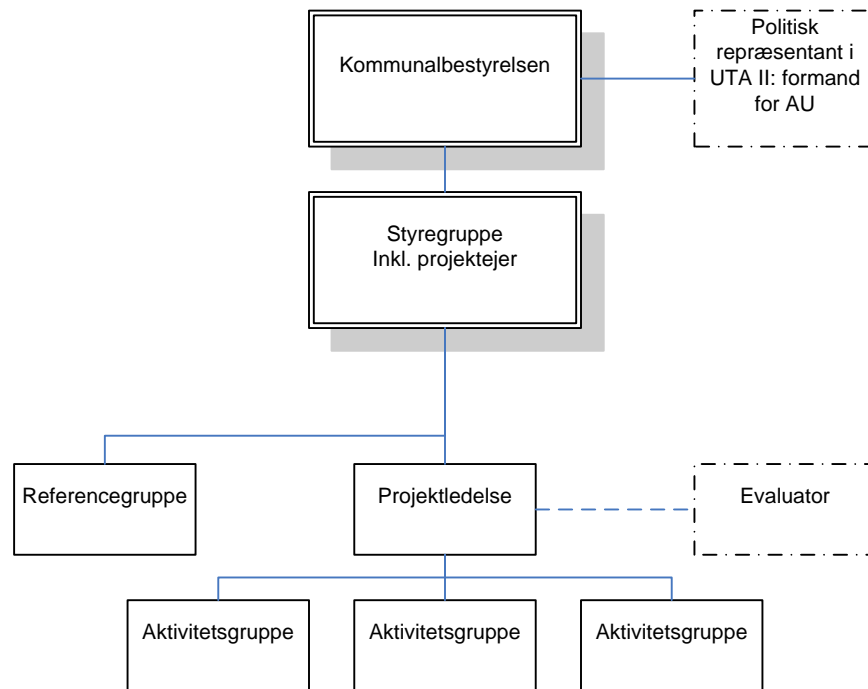 Kommunalbestyrelsen
Politisk
repræsentant i
UTA II: formand
for AU
Styregruppe
Inkl. projektejer
Referencegruppe
Projektledelse
Evaluator
Aktivitetsgruppe
Aktivitetsgruppe
Aktivitetsgruppe